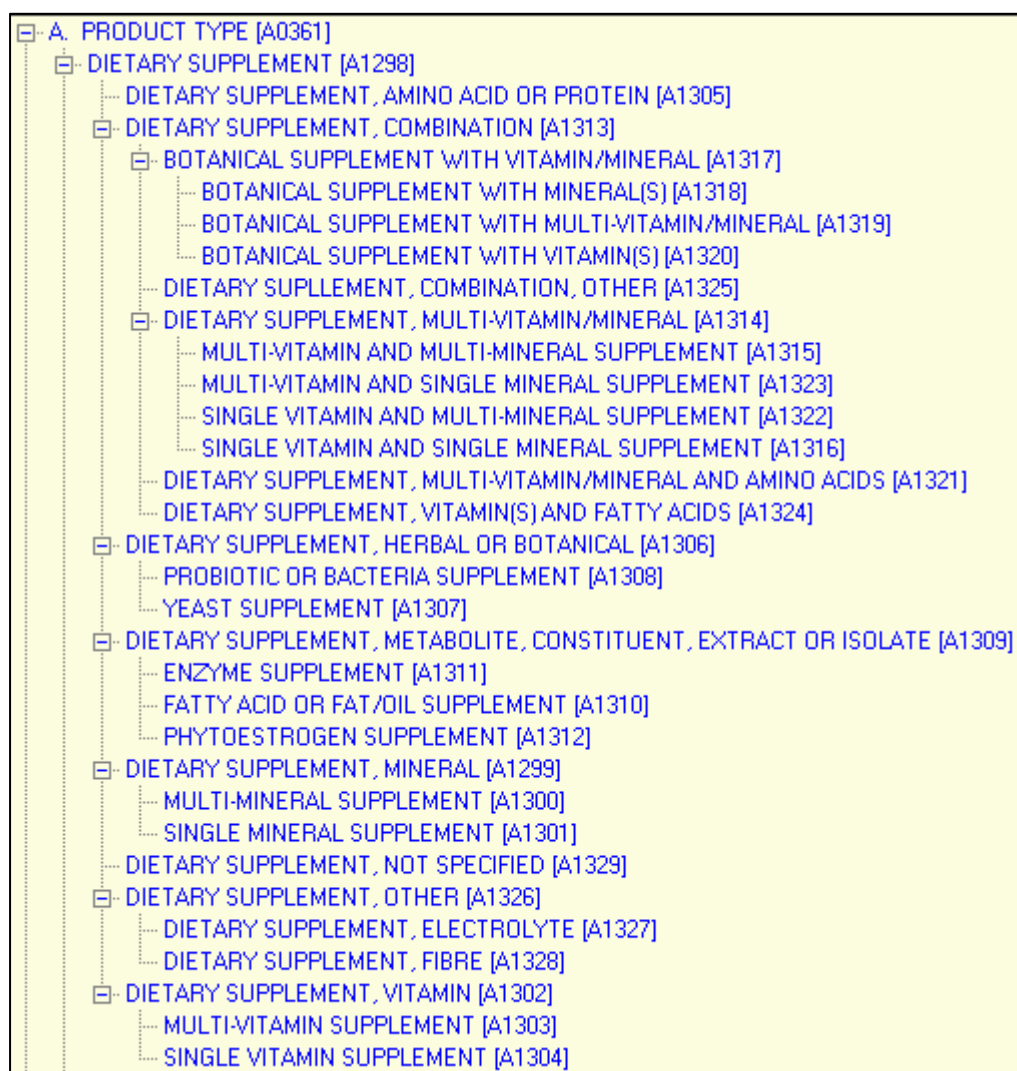 A. PRODUCT TYPE [A0361]
DIETARY SUPPLEMENT [A1298]
DIETARY SUPPLEMENT, AMINO ACID OR PROTEIN [A1305]
DIETARY SUPPLEMENT, COMBINATION [A1313]
BOTANICAL SUPPLEMENT WITH VITAMIN/MINERAL [A1317]
BOTANICAL SUPPLEMENT WITH MINERAL(S) [A1318]
BOTANICAL SUPPLEMENT WITH MULTI-VITAMIN/MINERAL [A1319]
BOTANICAL SUPPLEMENT WITH VITAMIN(S) [A1320]
DIETARY SUPLLEMENT, COMBINATION, OTHER [A1325]
DIETARY SUPPLEMENT, MULTI-VITAMIN/MINERAL [A1314]
MULTI-VITAMIN AND MULTI-MINERAL SUPPLEMENT [A1315]
MULTI-VITAMIN AND SINGLE MINERAL SUPPLEMENT [A1323]
SINGLE VITAMIN AND MULTI-MINERAL SUPPLEMENT [A1322]
SINGLE VITAMIN AND SINGLE MINERAL SUPPLEMENT [A1316]
DIETARY SUPPLEMENT, MULTI-VITAMIN/MINERAL AND AMINO ACIDS [A1321]
DIETARY SUPPLEMENT, VITAMIN(S) AND FATTY ACIDS [A1324]
DIETARY SUPPLEMENT, HERBAL OR BOTANICAL [A1306]
PROBIOTIC OR BACTERIA SUPPLEMENT [A1308]
YEAST SUPPLEMENT [A1307]
DIETARY SUPPLEMENT, METABOLITE, CONSTITUENT, EXTRACT OR ISOLATE [A1309]
ENZYME SUPPLEMENT [A1311]
FATTY ACID OR FAT/OIL SUPPLEMENT [A1310]
PHYTOESTROGEN SUPPLEMENT [A1312]
DIETARY SUPPLEMENT, MINERAL [A1299]
MULTI-MINERAL SUPPLEMENT [A1300]
SINGLE MINERAL SUPPLEMENT [A1301]
DIETARY SUPPLEMENT, NOT SPECIFIED [A1329]
DIETARY SUPPLEMENT, OTHER [A1326]
DIETARY SUPPLEMENT, ELECTROLYTE [A1327]
DIETARY SUPPLEMENT, FIBRE [A1328]
DIETARY SUPPLEMENT, VITAMIN [A1302]
MULTI-VITAMIN SUPPLEMENT [A1303]
SINGLE VITAMIN SUPPLEMENT [A1304]